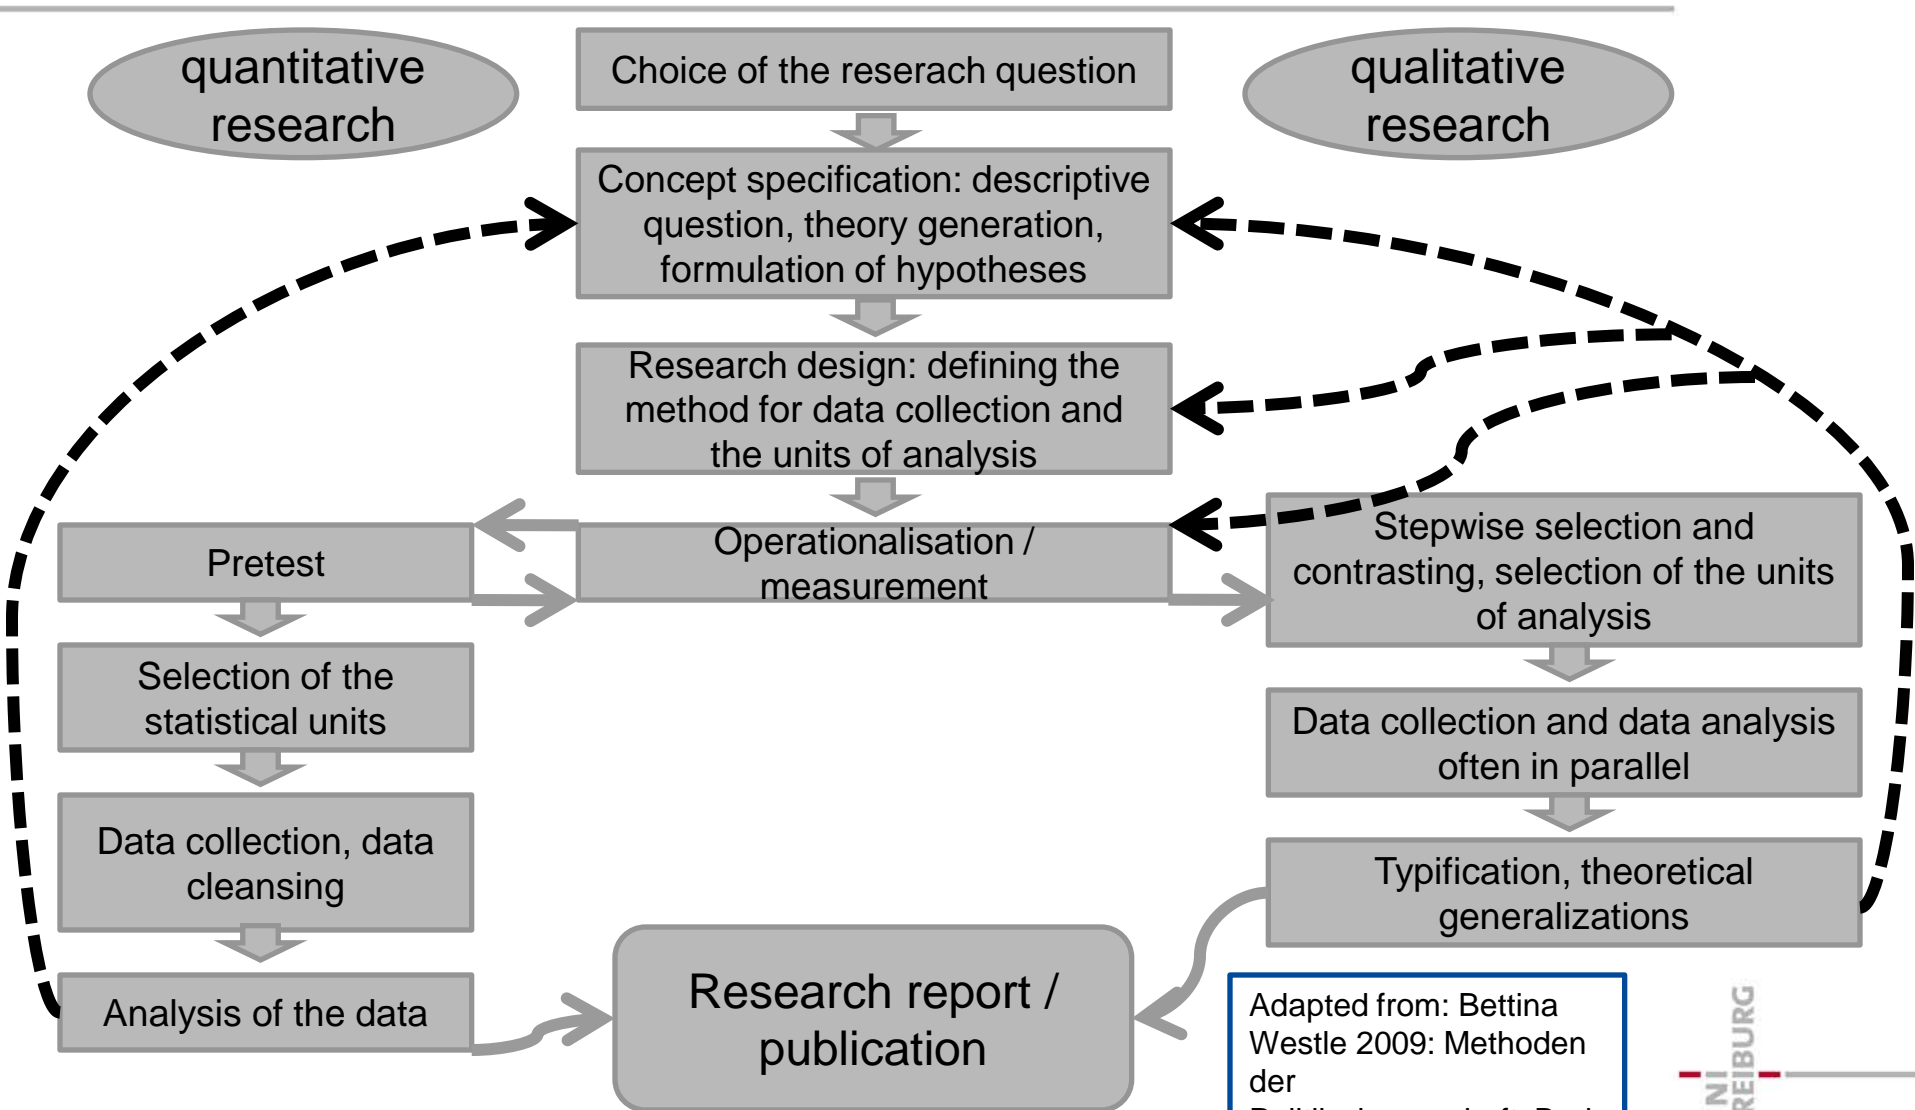 quantitative
research
Choice of the reserach question
qualitative
research
Concept specification: descriptive
question, theory generation,
formulation of hypotheses
Research design: defining the
method for data collection and
the units of analysis
Pretest
Operationalisation /
measurement
Stepwise selection and
contrasting, selection of the units
of analysis
Selection of the
statistical units
Data collection and data analysis
often in parallel
Data collection, data
cleansing
Typification, theoretical
generalizations
Analysis of the data
Research report /
publication
Adapted from: Bettina
Westle 2009: Methoden
der